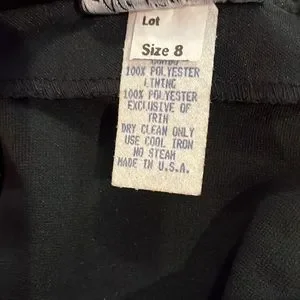 Lot
Size 8
100% POLYESTER
LINING
100% POLYESTER
EXCLUSIVE OF
TRIM
DRY CLEAN ONLY
USE COOL IRON
NO STEAM
MADE IN U.S.A.